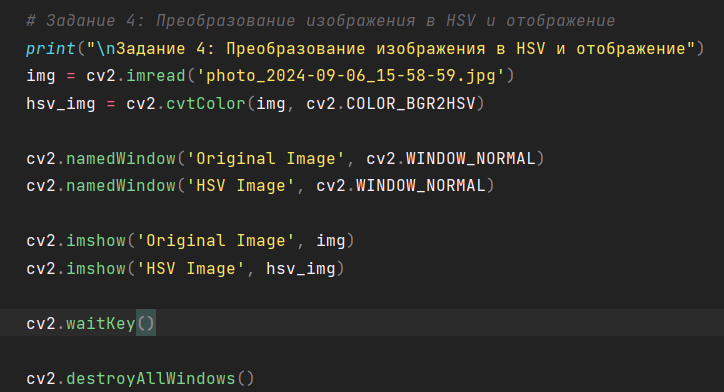 # Задание 4: Преобразование изображения в HSV и отображение
print("\nЗадание 4: Преобразование изображения в HSV и отображение")
img = cv2.imread('photo_2024-09-06_15-58-59.jpg')
hsv_img = cv2.cvtColor(img, cv2.COLOR_BGR2HSV)
cv2.namedWindow('Original Image', cv2.WINDOW_NORMAL)
cv2.namedWindow('HSV Image', cv2.WINDOW_NORMAL)
cv2.imshow('Original Image', img)
cv2.imshow('HSV Image', hsv_img)
cv2.waitKey()
cv2.destroyAllWindows()